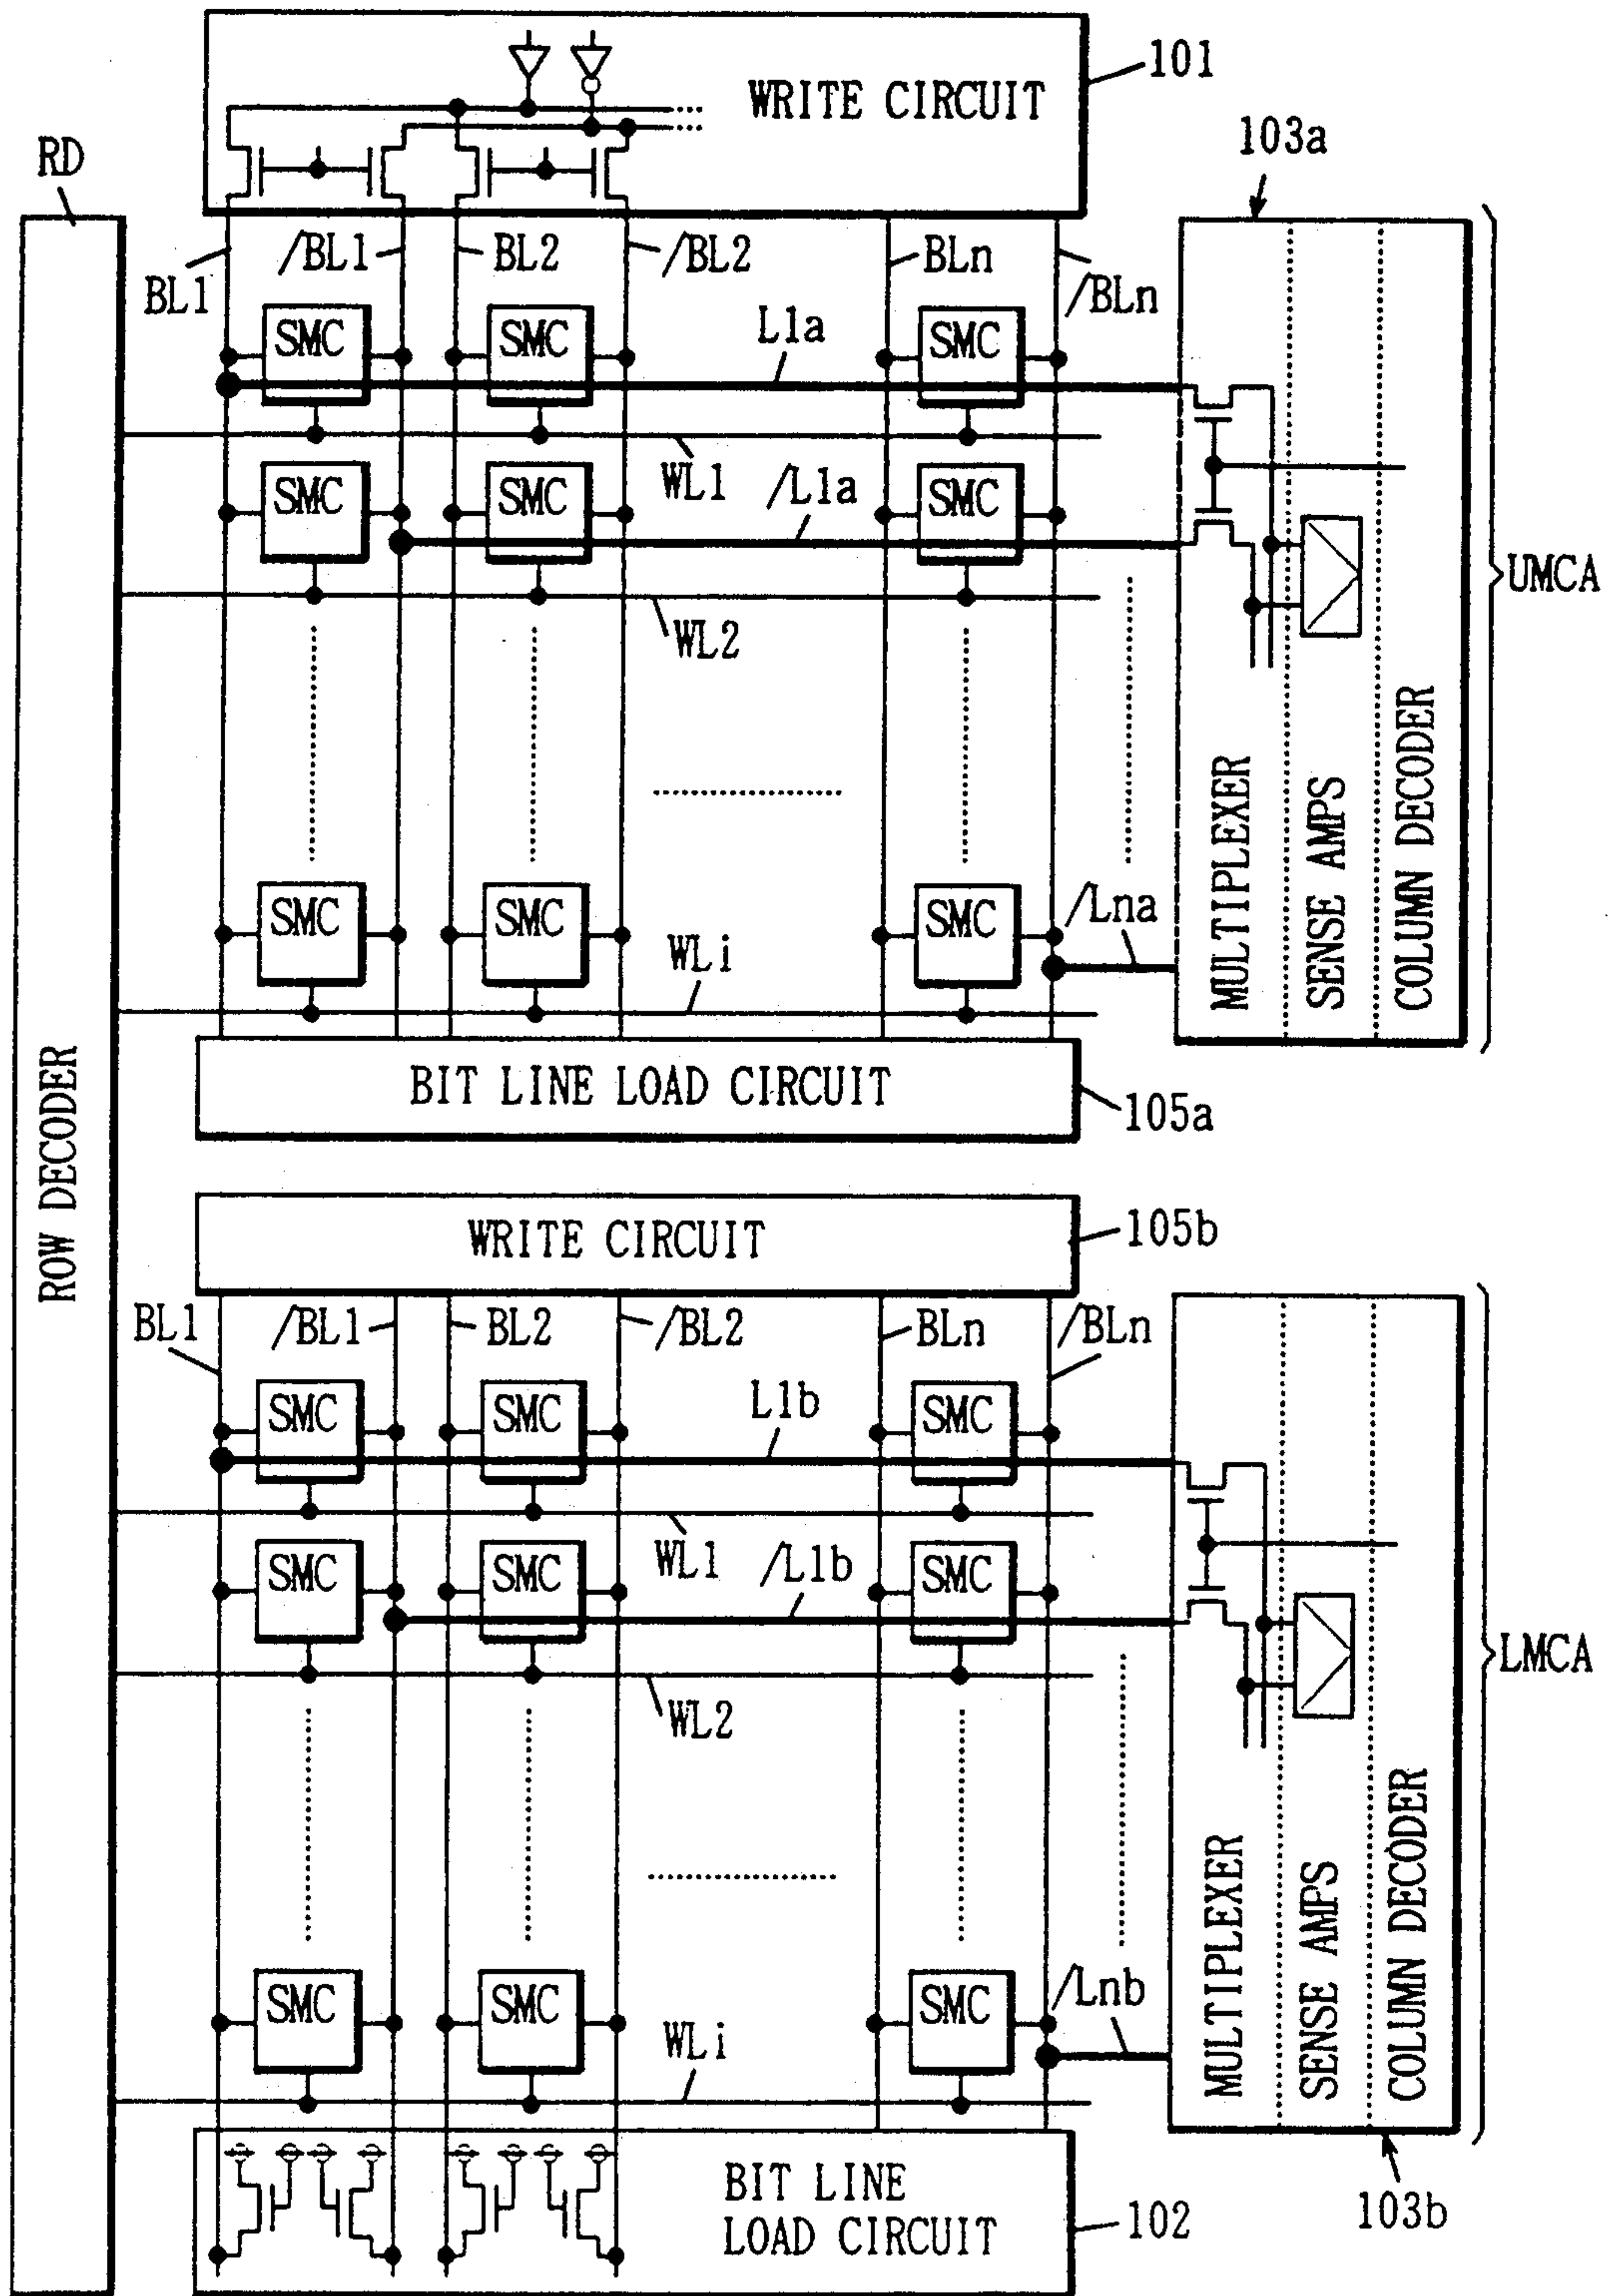 101
WRITE CIRCUIT
103a
RD
BL1
/BL1
BL2
/BL2
BLn
/BLn
SMC
SMC
L1a
SMC
WL1
/L1a
SMC
SMC
SMC
WL2
UMCA
MULTIPLEXER
SENSE AMPS
COLUMN DECODER
SMC
SMC
SMC
/Lna
WLi
BIT LINE LOAD CIRCUIT
105a
ROW DECODER
WRITE CIRCUIT
105b
BL1
/BL1
BL2
/BL2
BLn
/BLn
SMC
SMC
L1b
SMC
WL1
/L1b
SMC
SMC
SMC
WL2
LMCA
MULTIPLEXER
SENSE AMPS
COLUMN DECODER
SMC
SMC
SMC
/Lnb
WLi
BIT LINE
LOAD CIRCUIT
102
103b